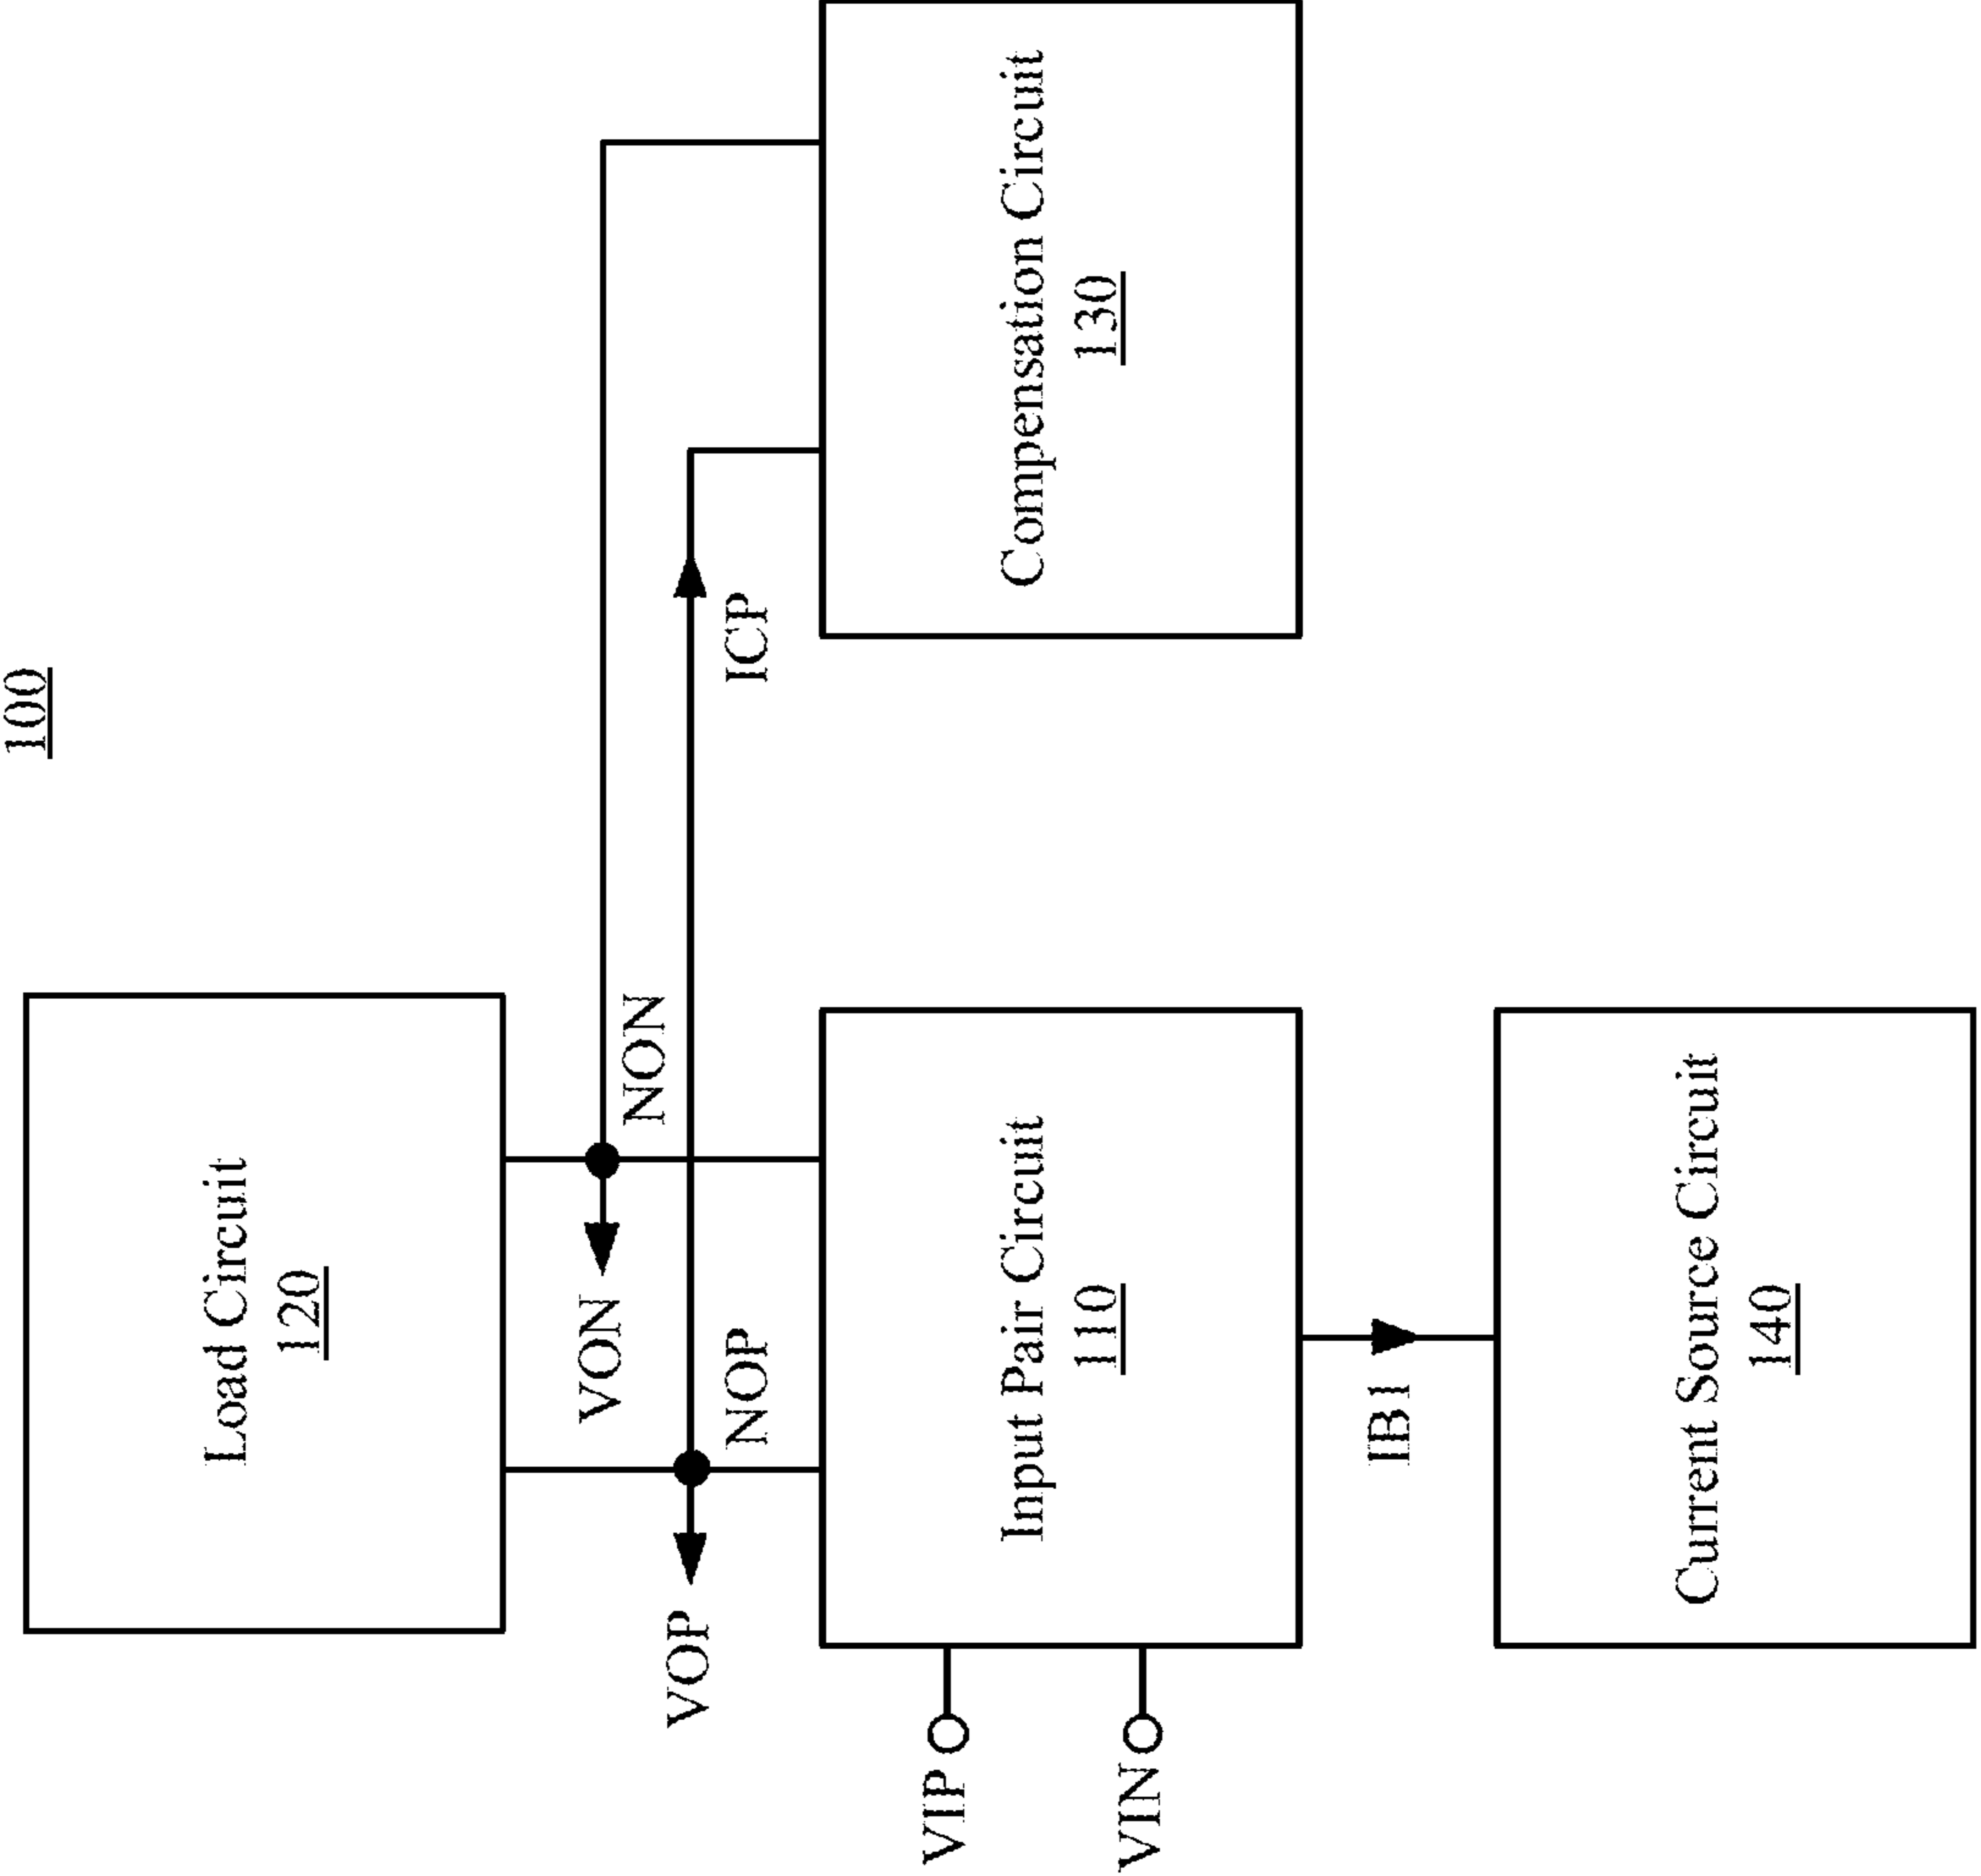 100
Load Circuit
120
VON
NON
VOP
NOP
ICP
VIP
VIN
Input Pair Circuit
110
Compensation Circuit
130
IB1
Current Source Circuit
140